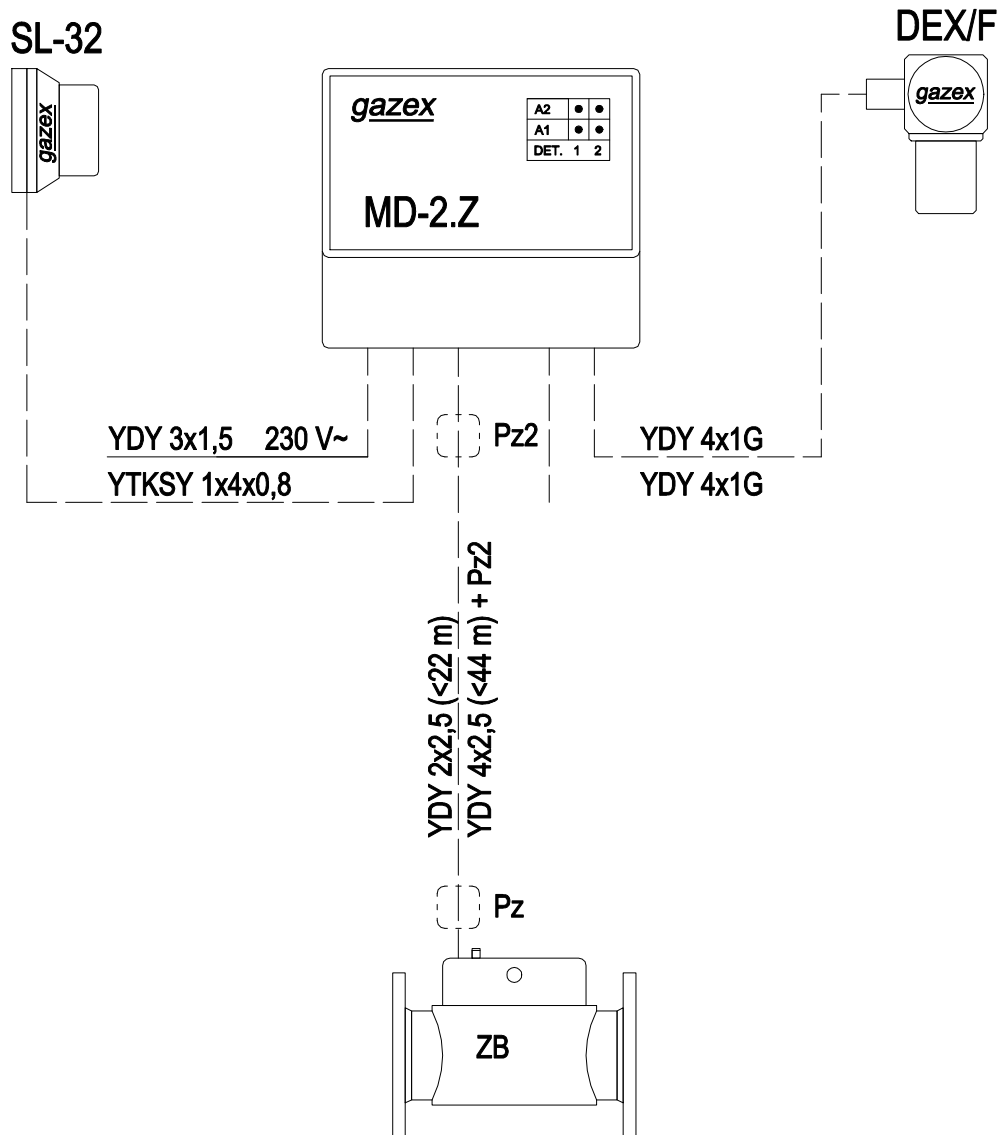 SL-32
DEX/F
gazex
gazex
A2
A1
DET. 1 2
MD-2.Z
gazex
YDY 3x1,5 230 V~
Pz2
YDY 4x1G
YTKSY 1x4x0,8
YDY 4x1G
YDY 2x2,5 (<22 m)
YDY 4x2,5 (<44 m) + Pz2
Pz
ZB